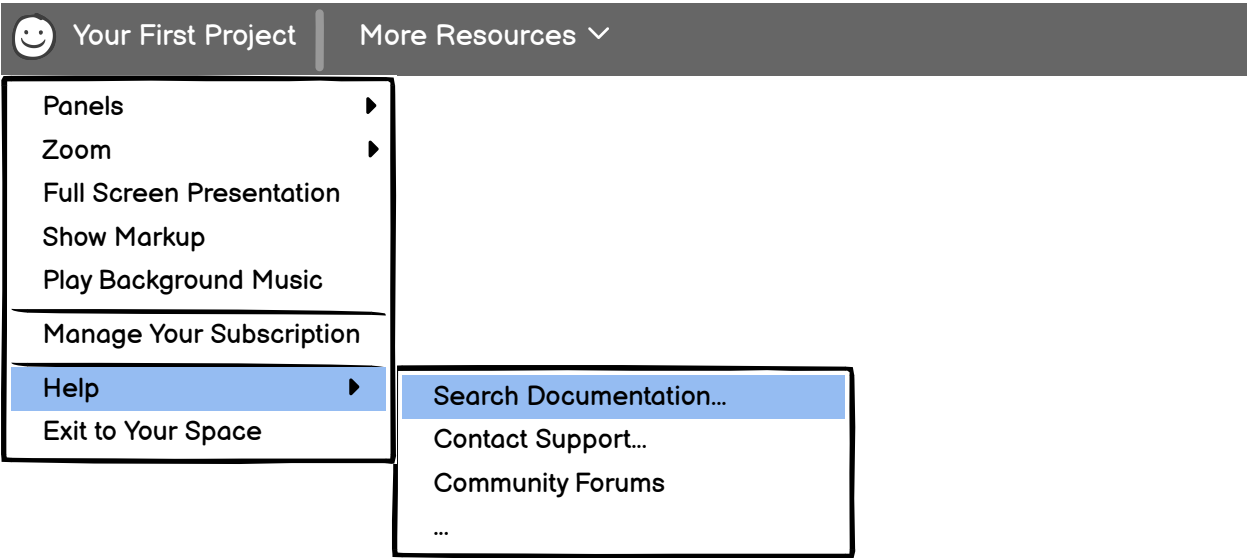 Your First Project
More Resources
Panels
Zoom
Full Screen Presentation
Show Markup
Play Background Music
Manage Your Subscription
Help
Exit to Your Space
Search Documentation...
Contact Support...
Community Forums
...